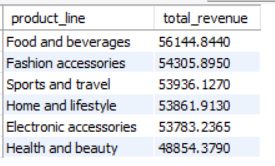 product_line total_revenue
Food and beverages 56144.8440
Fashion accessories 54305.8950
Sports and travel 53936.1270
Home and lifestyle 53861.9130
Electronic accessories 53783.2365
Health and beauty 48854.3790